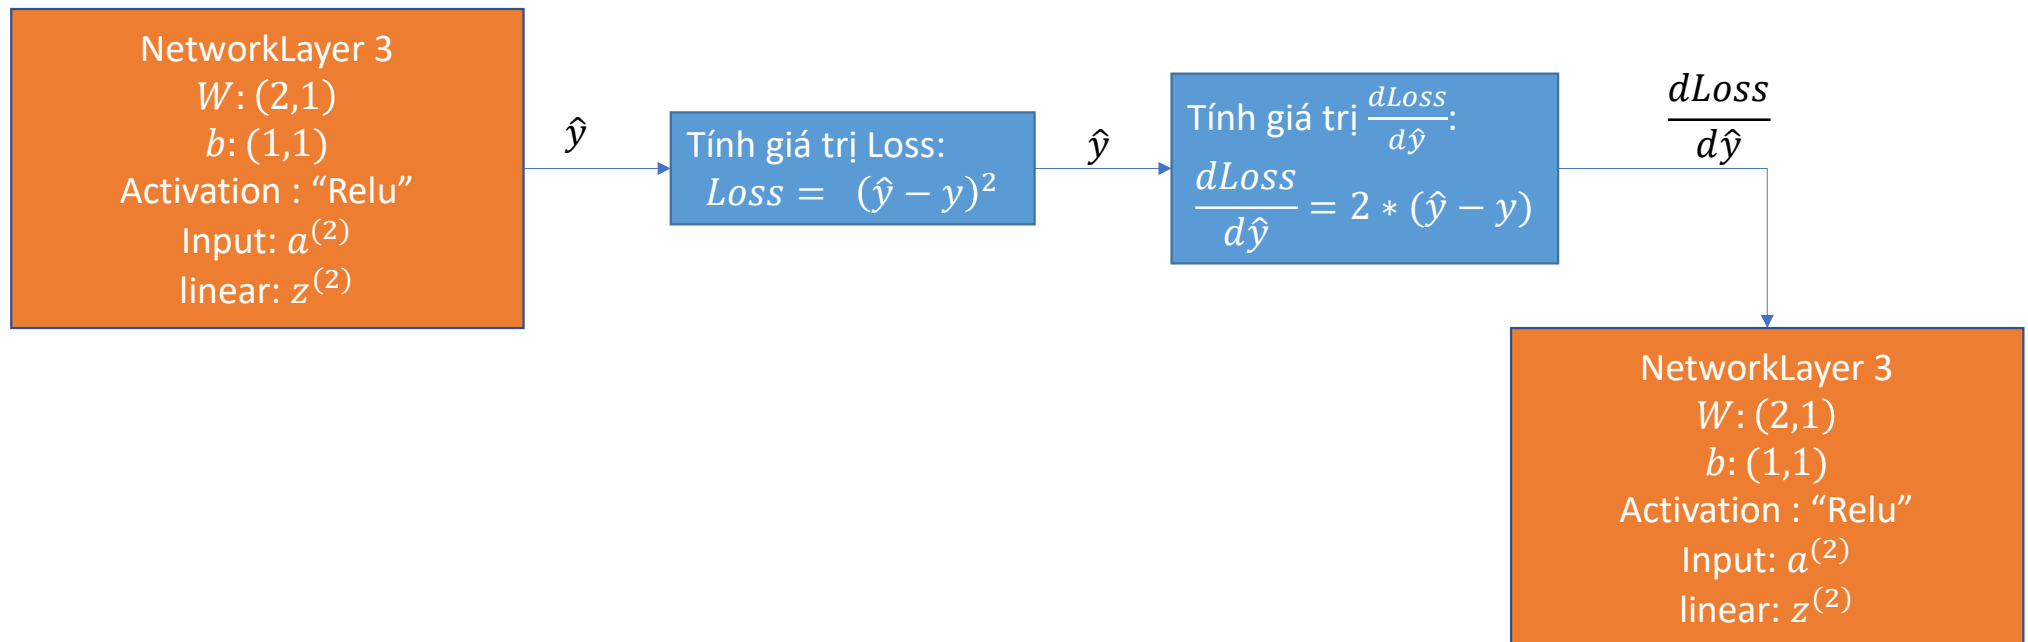 NetworkLayer 3
W: (2,1)
b: (1,1)
Activation : “Relu”
Input: a^(2)
linear: z^(2)
ŷ
Tính giá trị Loss:
Loss = (ŷ − y)²
ŷ
Tính giá trị dLoss/dŷ:
dLoss/dŷ = 2 ∗ (ŷ − y)
dLoss/dŷ
NetworkLayer 3
W: (2,1)
b: (1,1)
Activation : “Relu”
Input: a^(2)
linear: z^(2)